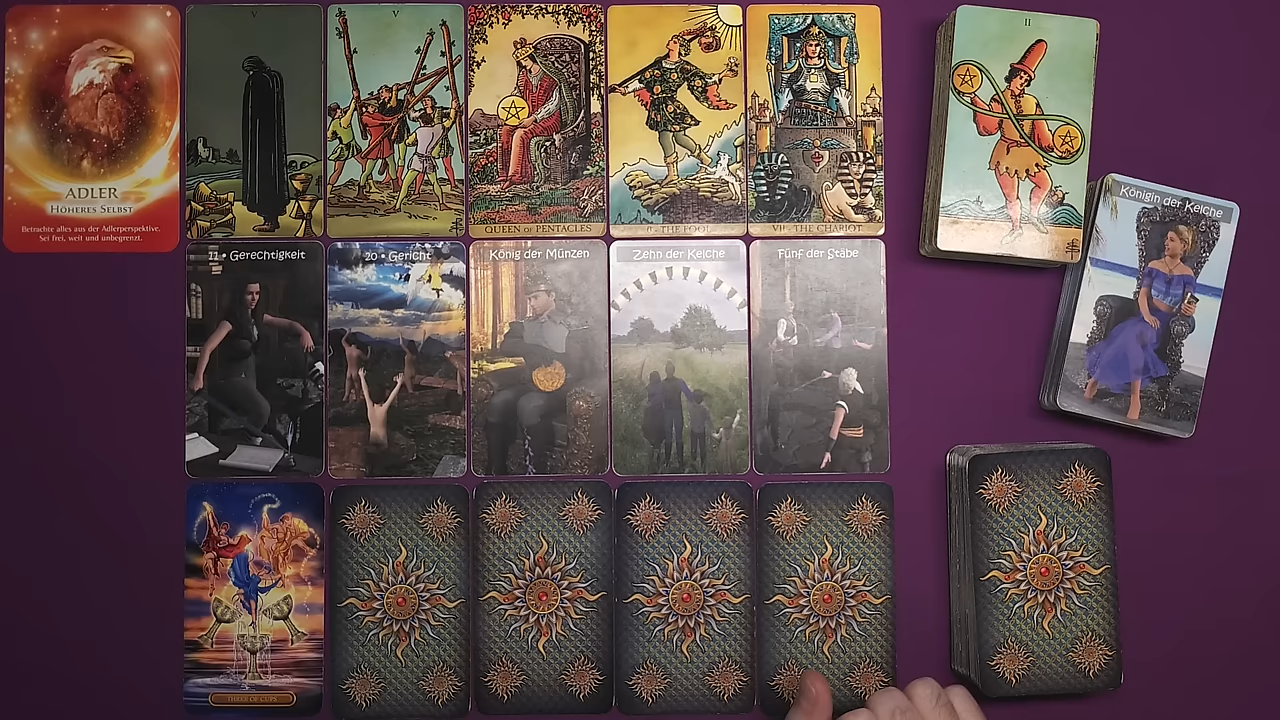 ADLER
HÖHERES SELBST
Betrachte alles aus der Adlerperspektive.
Sei frei, weit und unbegrenzt.
V
V
QUEEN OF PENTACLES
0 · THE FOOL
VII · THE CHARIOT
II
Königin der Kelche
11 • Gerechtigkeit
20 • Gericht
König der Münzen
Zehn der Kelche
Fünf der Stäbe
THREE OF CUPS